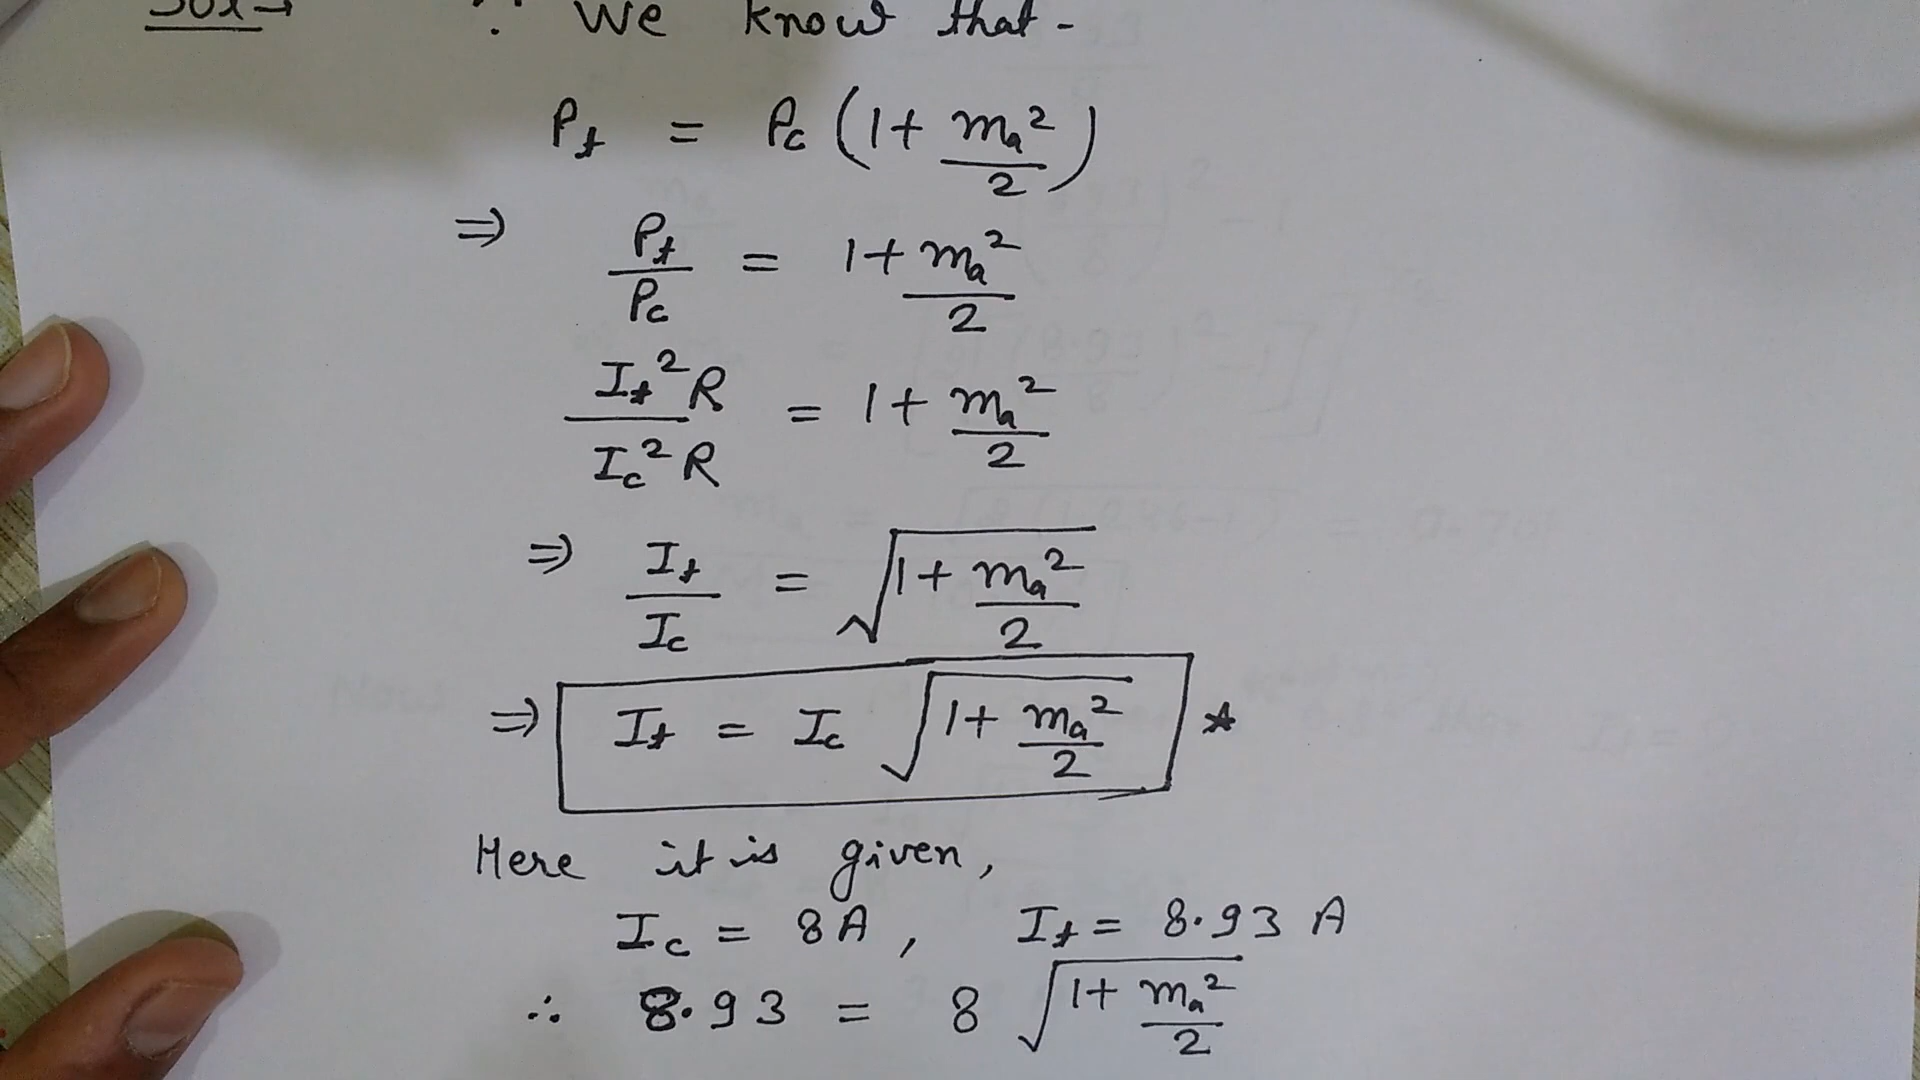 Sol→ ∵ We know that -
Pt = Pc (1 + ma²/2)
⇒ Pt/Pc = 1 + ma²/2
It²R/Ic²R = 1 + ma²/2
⇒ It/Ic = √(1 + ma²/2)
⇒ It = Ic √(1 + ma²/2) ★
Here it is given,
Ic = 8A, It = 8.93 A
∴ 8.93 = 8 √(1 + ma²/2)